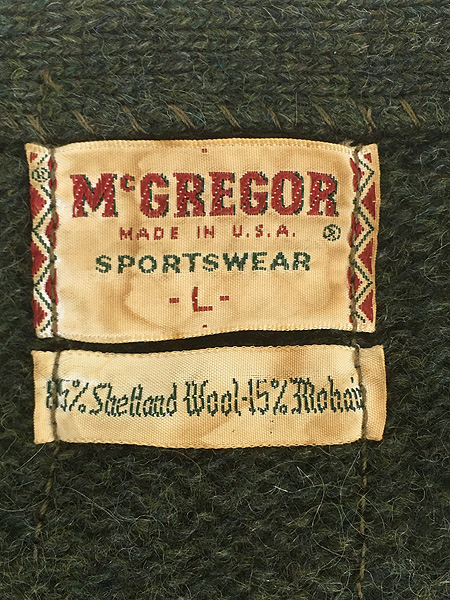 McGREGOR
MADE IN U.S.A. ®
SPORTSWEAR
-L-
85% Shetland Wool-15% Mohair